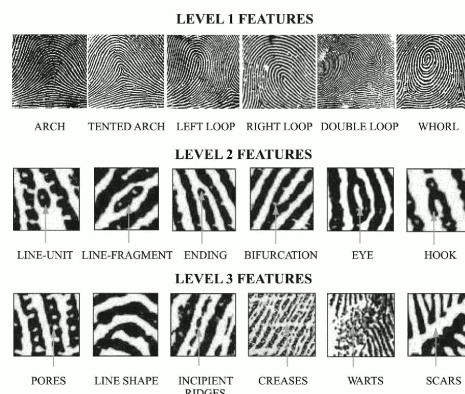 LEVEL 1 FEATURES
ARCH TENTED ARCH LEFT LOOP RIGHT LOOP DOUBLE LOOP WHORL
LEVEL 2 FEATURES
LINE-UNIT LINE-FRAGMENT ENDING BIFURCATION EYE HOOK
LEVEL 3 FEATURES
PORES LINE SHAPE INCIPIENT CREASES WARTS SCARS
RIDGES